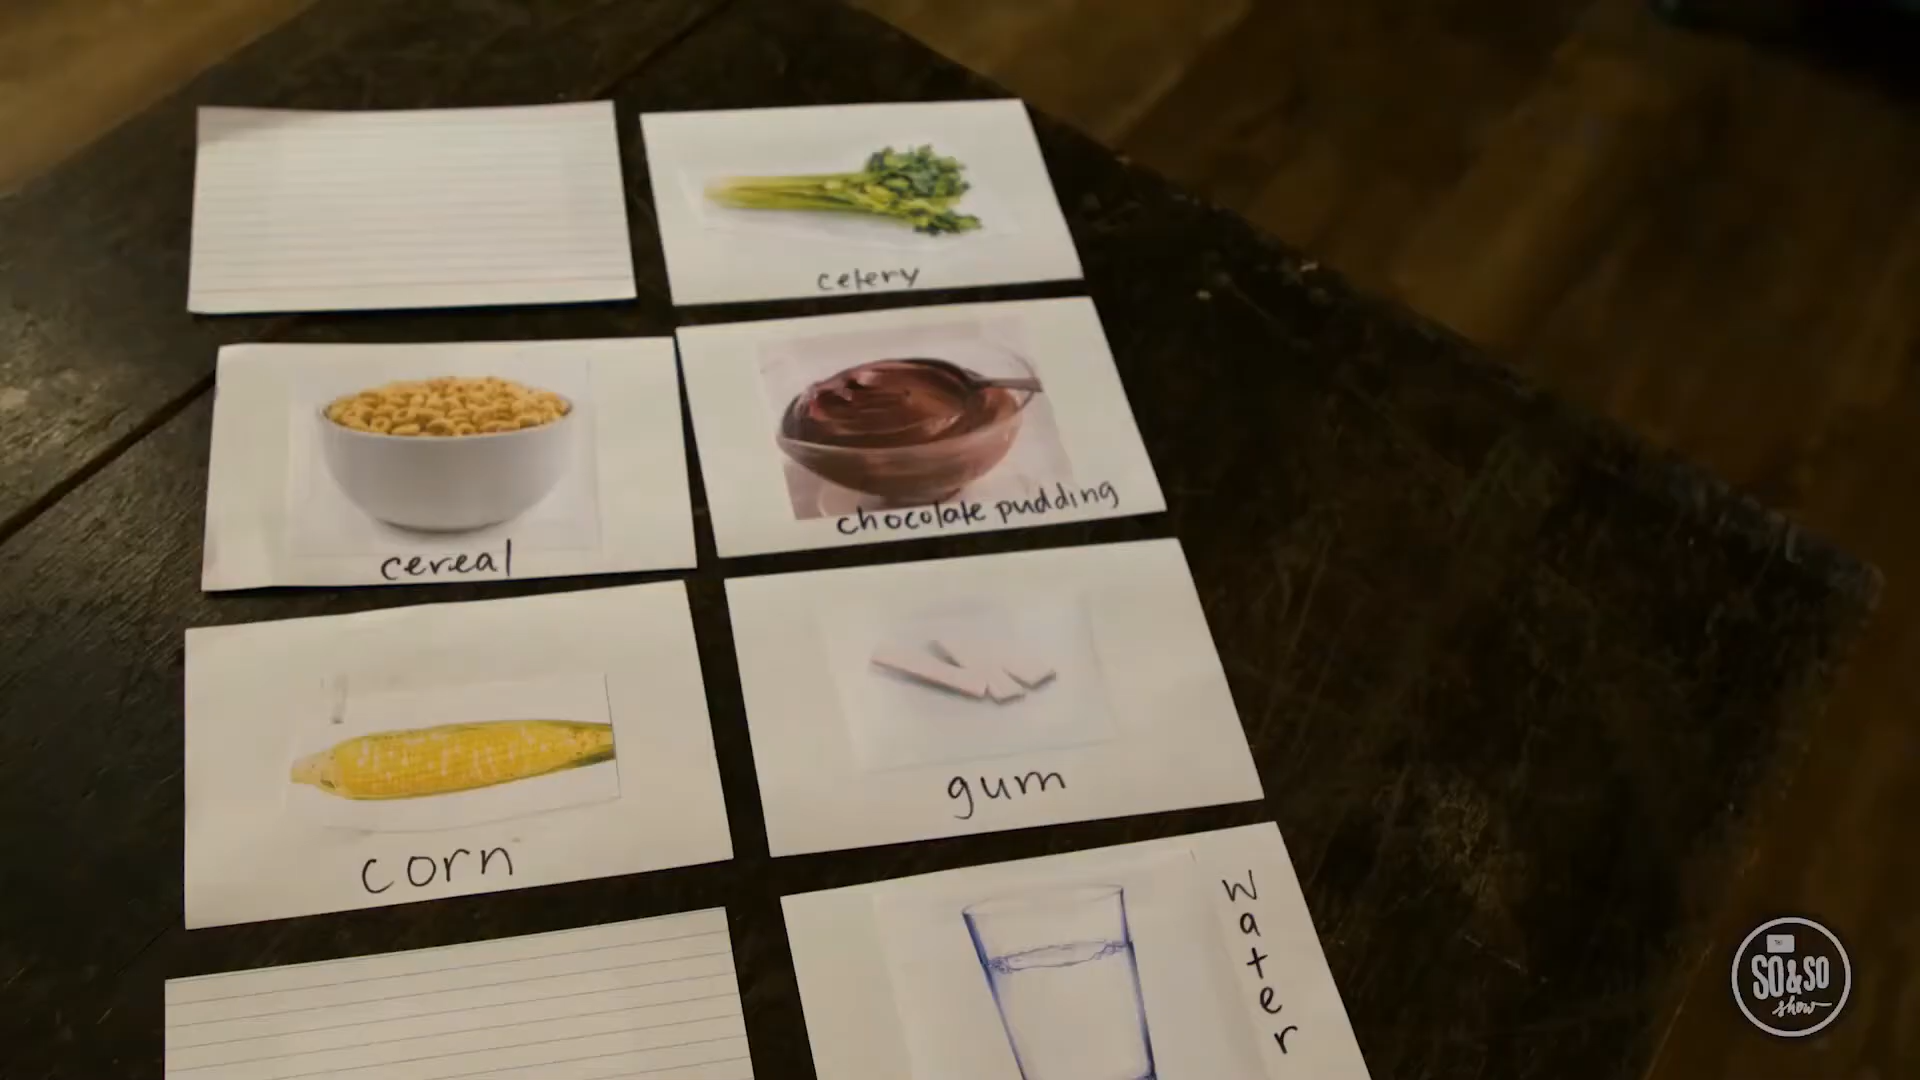 celery
cereal
chocolate pudding
corn
gum
water
SO & SO
show